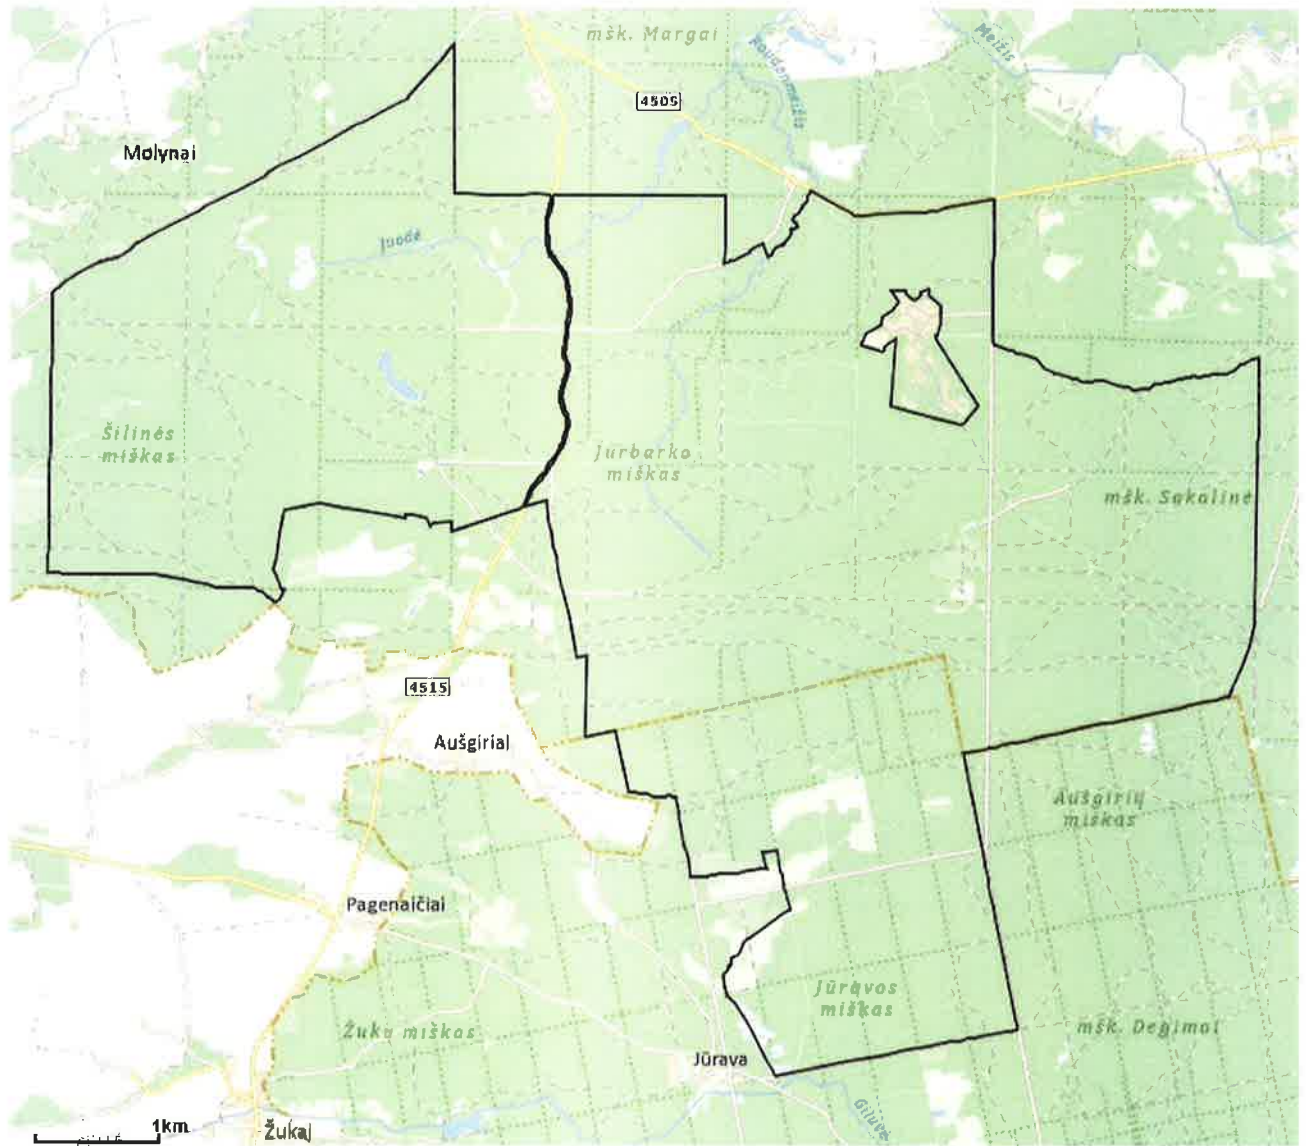 mšk. Margai
Meižis
4505
Molynai
Juodė
Šilinės
miškas
Jurbarko
miškas
mšk. Sakalinė
4515
Aušgiriai
Aušgirių
miškas
Pagenaičiai
Jūravos
miškas
Žukų miškas
mšk. Degimai
Jūrava
Giluvė
1km
Žukai